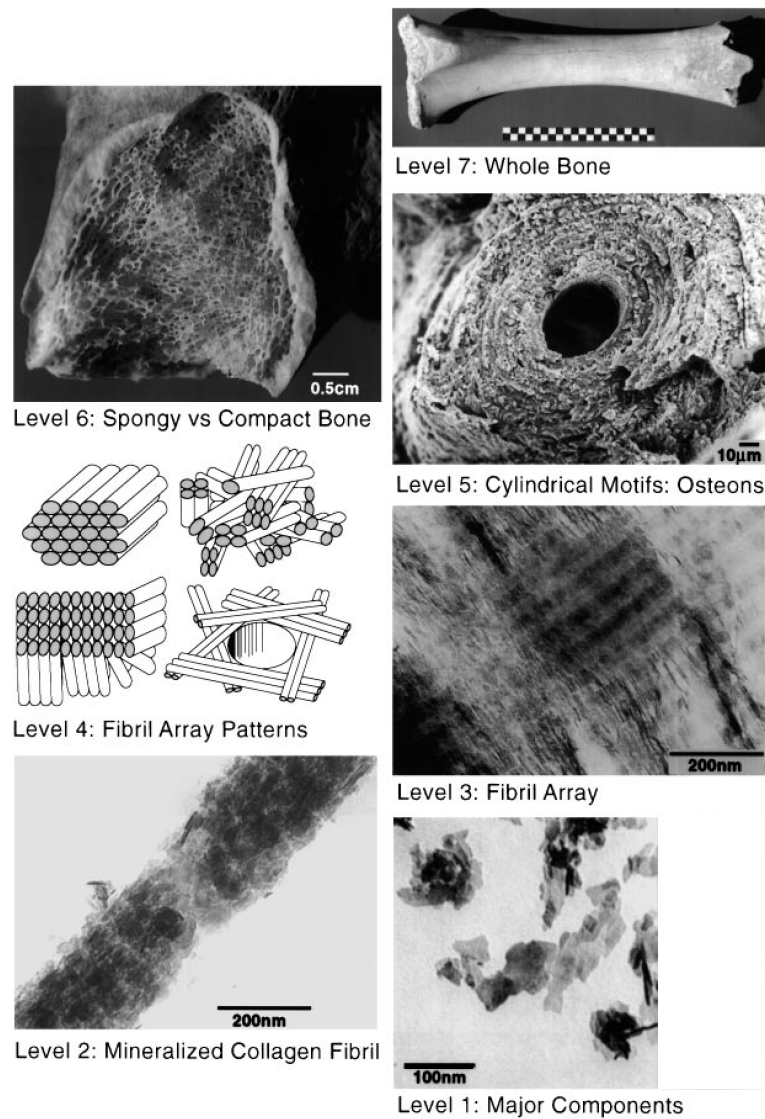 Level 7: Whole Bone
0.5cm
Level 6: Spongy vs Compact Bone
10µm
Level 5: Cylindrical Motifs: Osteons
Level 4: Fibril Array Patterns
200nm
Level 3: Fibril Array
200nm
Level 2: Mineralized Collagen Fibril
100nm
Level 1: Major Components